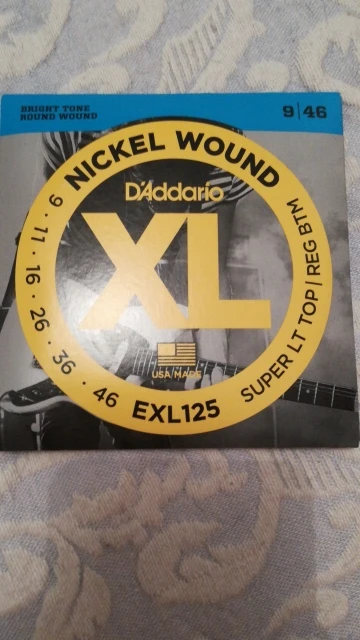 BRIGHT TONE
ROUND WOUND
9|46
NICKEL WOUND
D'Addario
XL
USA MADE
9 · 11 · 16 · 26 · 36 · 46
EXL125
SUPER LT TOP | REG BTM